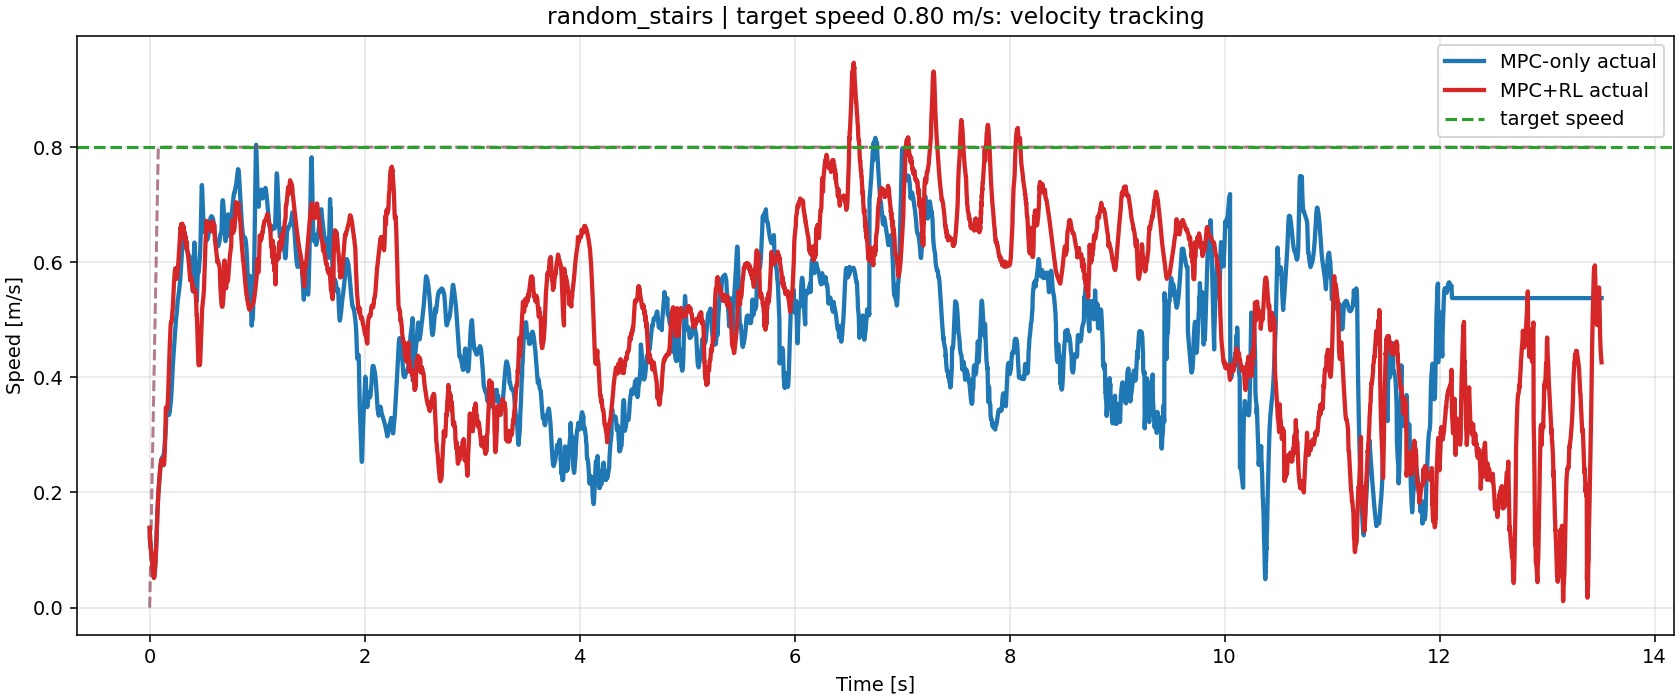 random_stairs | target speed 0.80 m/s: velocity tracking
MPC-only actual
MPC+RL actual
target speed
Speed [m/s]
0.8
0.6
0.4
0.2
0.0
0 2 4 6 8 10 12 14
Time [s]